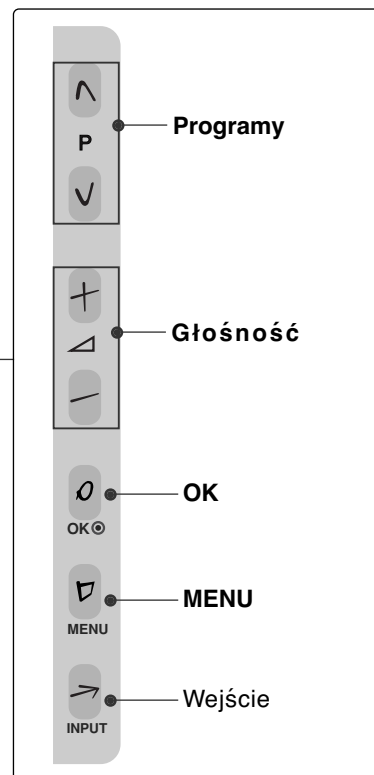 Programy
P
Głośność
OK
OK
MENU
MENU
Wejście
INPUT